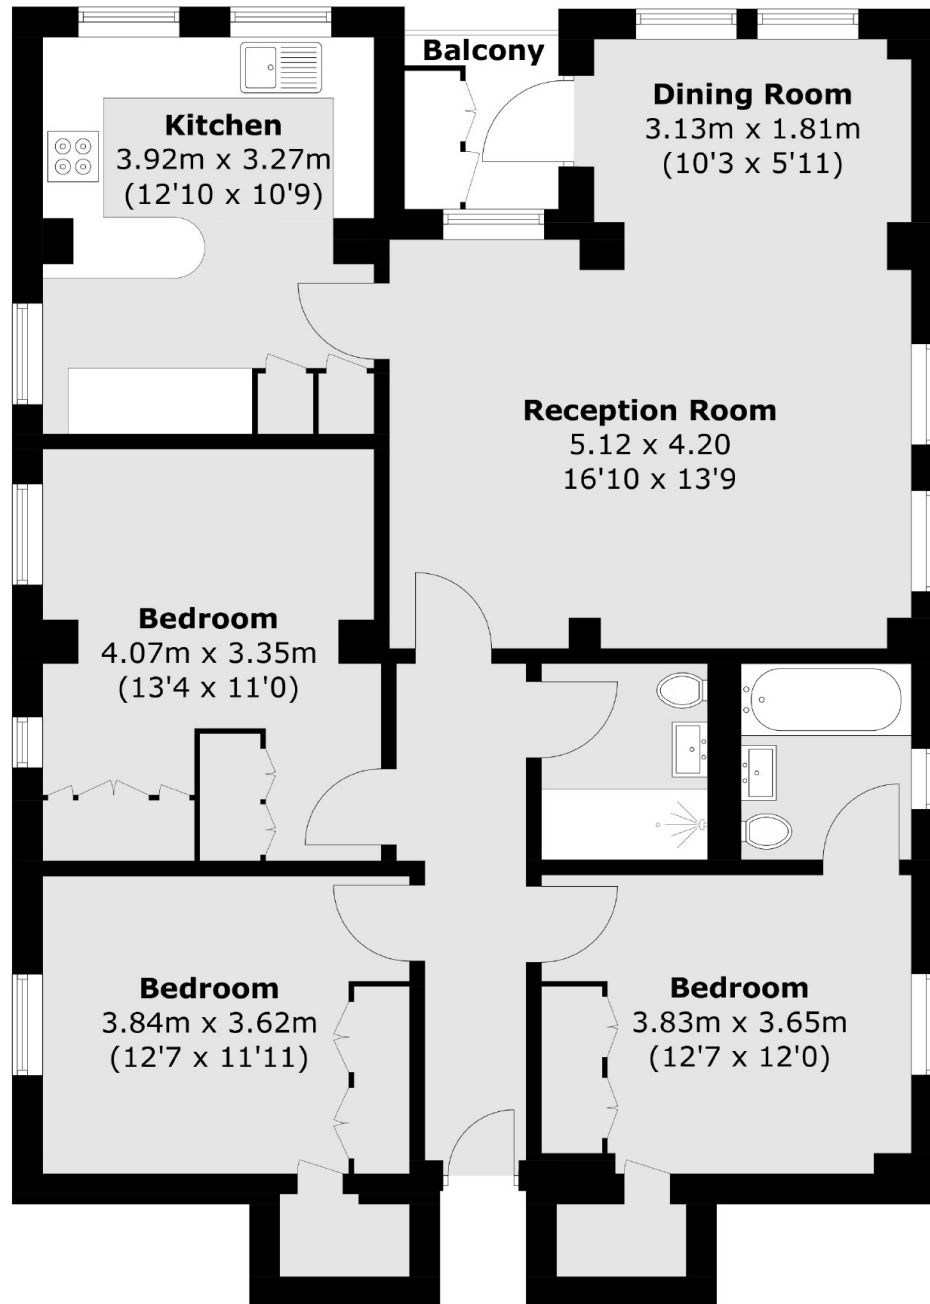 Balcony
Kitchen
3.92m x 3.27m
(12'10 x 10'9)
Dining Room
3.13m x 1.81m
(10'3 x 5'11)
Reception Room
5.12 x 4.20
16'10 x 13'9
Bedroom
4.07m x 3.35m
(13'4 x 11'0)
Bedroom
3.84m x 3.62m
(12'7 x 11'11)
Bedroom
3.83m x 3.65m
(12'7 x 12'0)